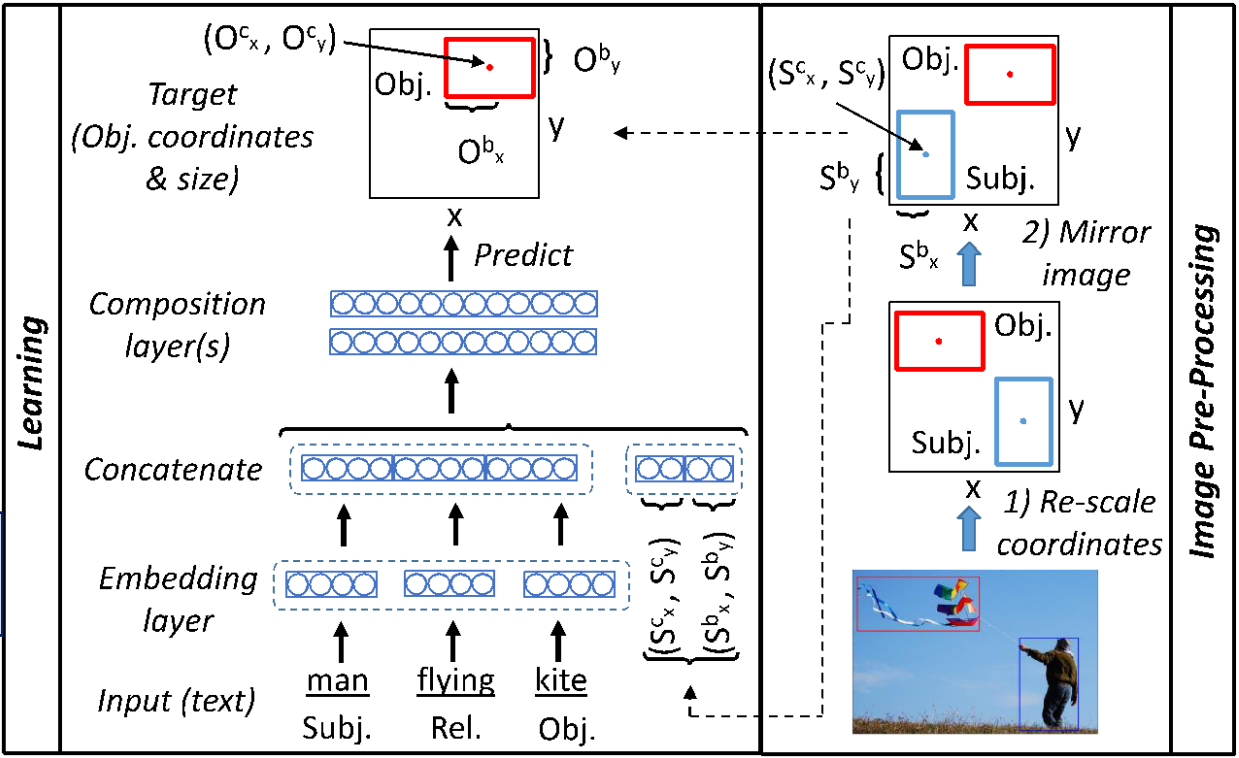 Learning
(Oᶜₓ, Oᶜᵧ)
Obj.
Oᵇᵧ
Oᵇₓ
y
x
Target
(Obj. coordinates
& size)
Predict
Composition
layer(s)
Concatenate
Embedding
layer
(Sᶜₓ, Sᶜᵧ)
(Sᵇₓ, Sᵇᵧ)
Input (text)
man flying kite
Subj. Rel. Obj.
(Sᶜₓ, Sᶜᵧ)
Obj.
y
Sᵇᵧ
Subj.
x
Sᵇₓ
2) Mirror
image
Obj.
y
Subj.
x
1) Re-scale
coordinates
Image Pre-Processing